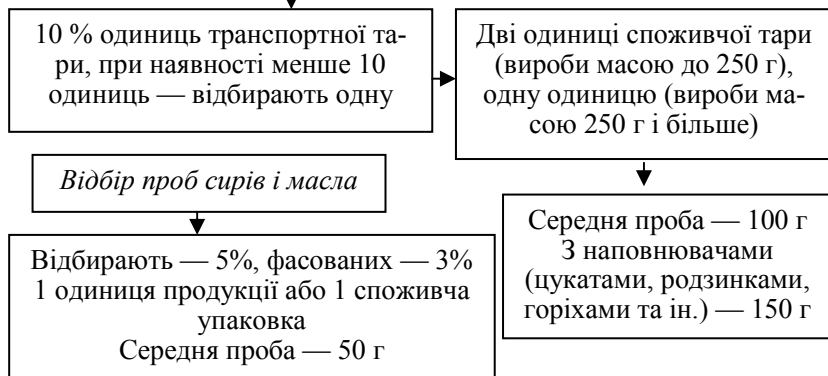 10 % одиниць транспортної та-
ри, при наявності менше 10
одиниць — відбирають одну
Дві одиниці споживчої тари
(вироби масою до 250 г),
одну одиницю (вироби ма-
сою 250 г і більше)
Відбір проб сирів і масла
Відбирають — 5%, фасованих — 3%
1 одиниця продукції або 1 споживча
упаковка
Середня проба — 50 г
Середня проба — 100 г
З наповнювачами
(цукатами, родзинками,
горіхами та ін.) — 150 г